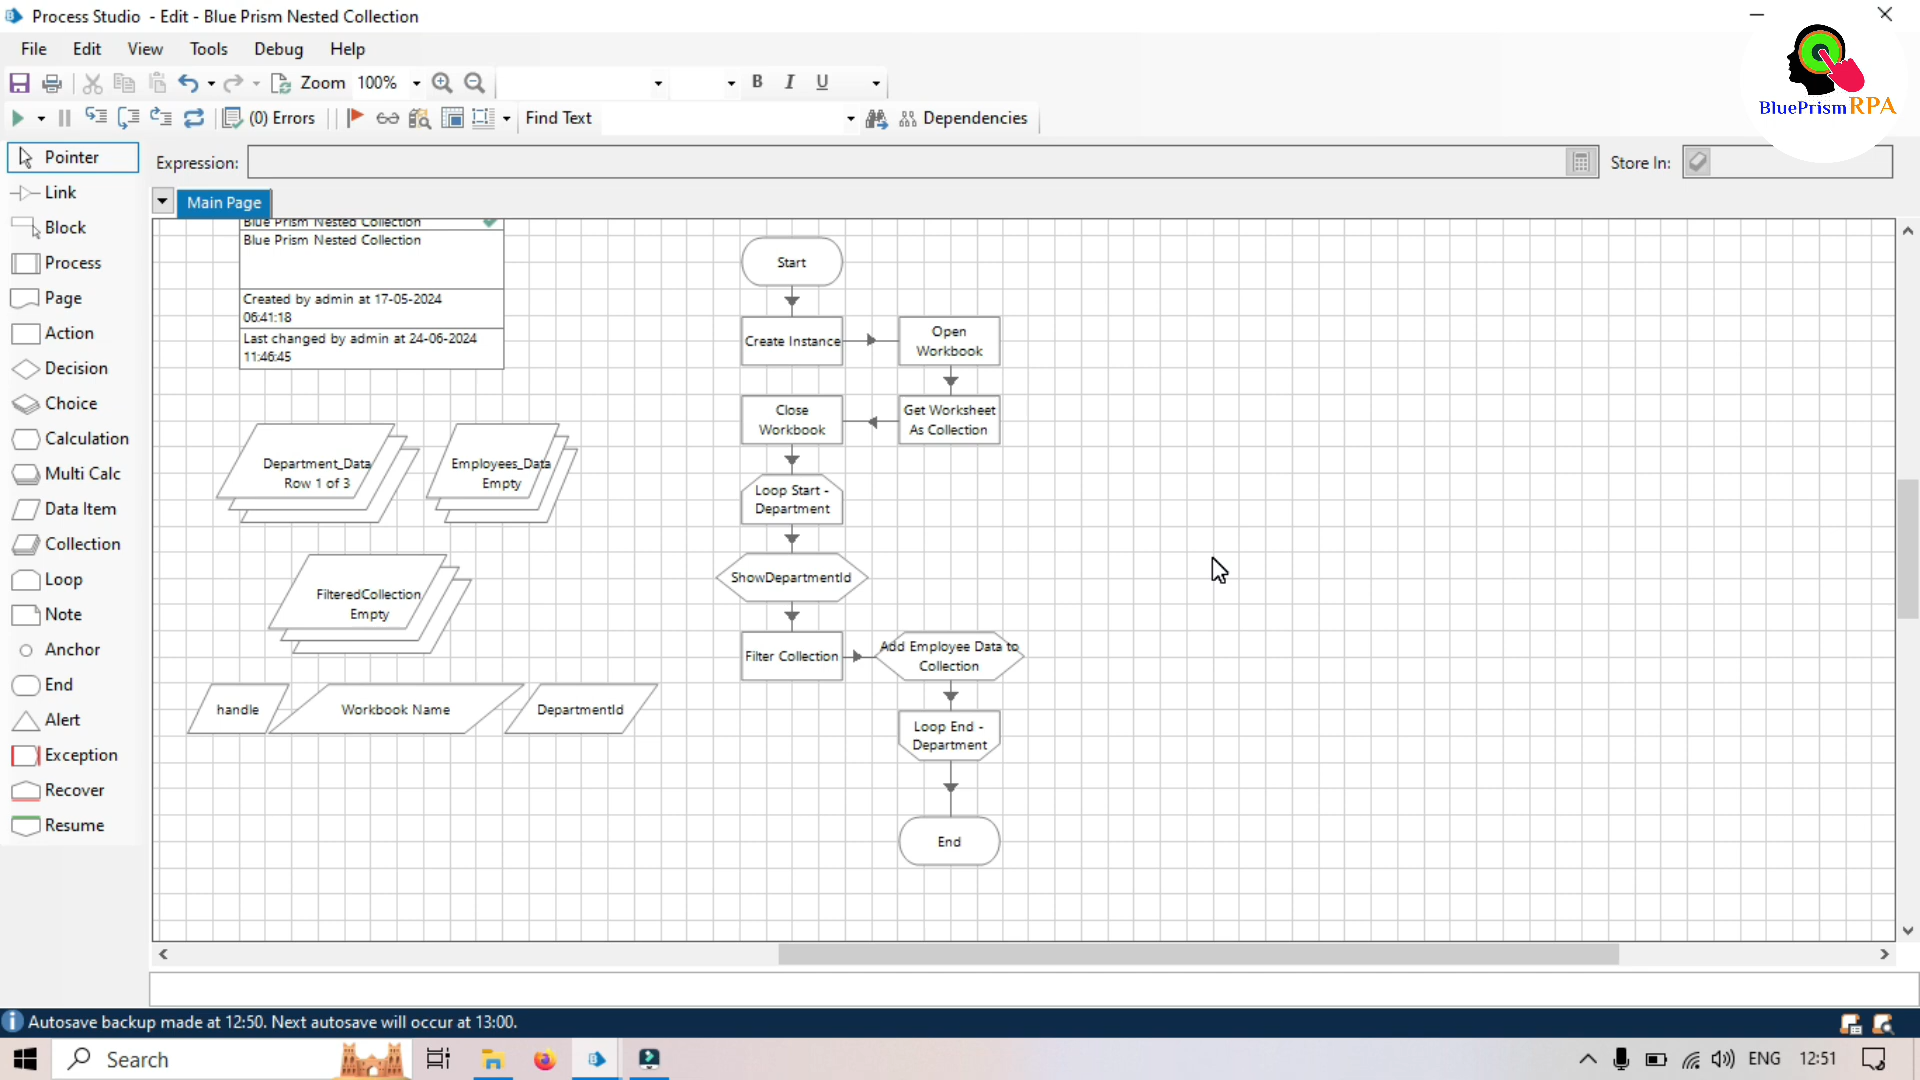 Process Studio - Edit - Blue Prism Nested Collection
File Edit View Tools Debug Help
Zoom 100% B I U
(0) Errors Find Text Dependencies
BluePrism RPA
Pointer
Link
Block
Process
Page
Action
Decision
Choice
Calculation
Multi Calc
Data Item
Collection
Loop
Note
Anchor
End
Alert
Exception
Recover
Resume
Expression: Store In:
Main Page
Blue Prism Nested Collection
Blue Prism Nested Collection
Created by admin at 17-05-2024
06:41:18
Last changed by admin at 24-06-2024
11:46:45
Department_Data
Row 1 of 3
Employees_Data
Empty
FilteredCollection
Empty
handle
Workbook Name
DepartmentId
Start
Create Instance
Open
Workbook
Close
Workbook
Get Worksheet
As Collection
Loop Start -
Department
ShowDepartmentId
Filter Collection
Add Employee Data to
Collection
Loop End -
Department
End
Autosave backup made at 12:50. Next autosave will occur at 13:00.
Search
ENG 12:51